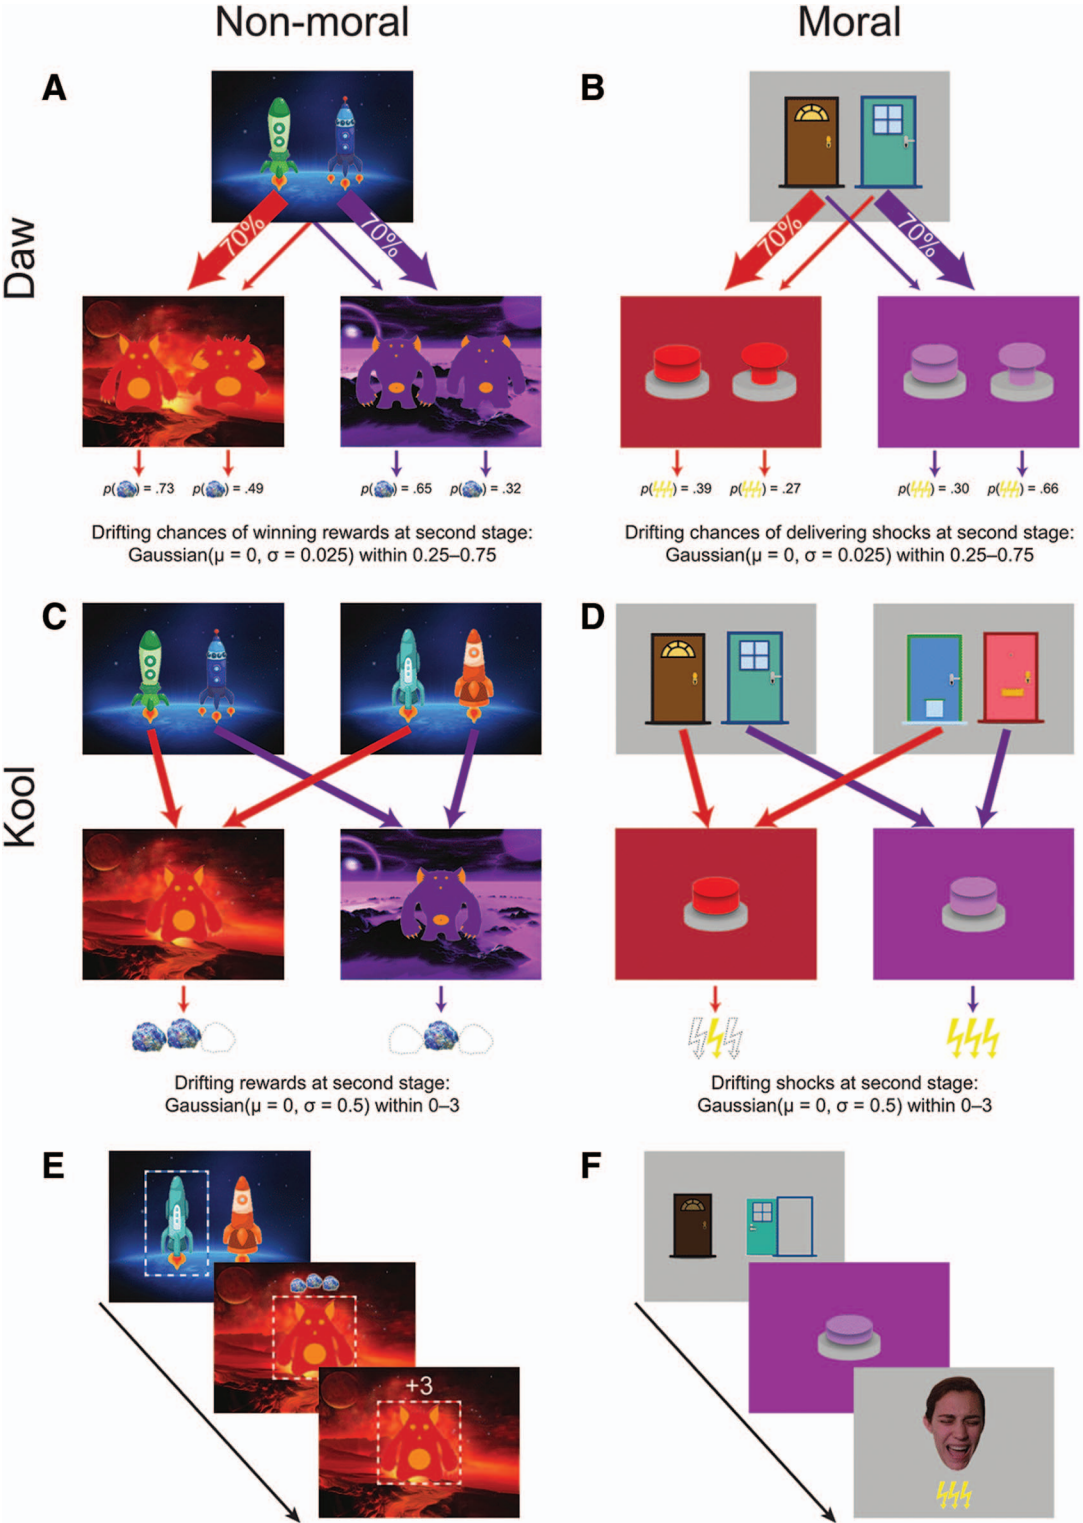 Non-moral
Moral
A
B
Daw
70%
70%
70%
70%
p( ) = .73
p( ) = .49
p( ) = .65
p( ) = .32
p( ) = .39
p( ) = .27
p( ) = .30
p( ) = .66
Drifting chances of winning rewards at second stage:
Gaussian(μ = 0, σ = 0.025) within 0.25–0.75
Drifting chances of delivering shocks at second stage:
Gaussian(μ = 0, σ = 0.025) within 0.25–0.75
C
D
Kool
Drifting rewards at second stage:
Gaussian(μ = 0, σ = 0.5) within 0–3
Drifting shocks at second stage:
Gaussian(μ = 0, σ = 0.5) within 0–3
E
F
+3